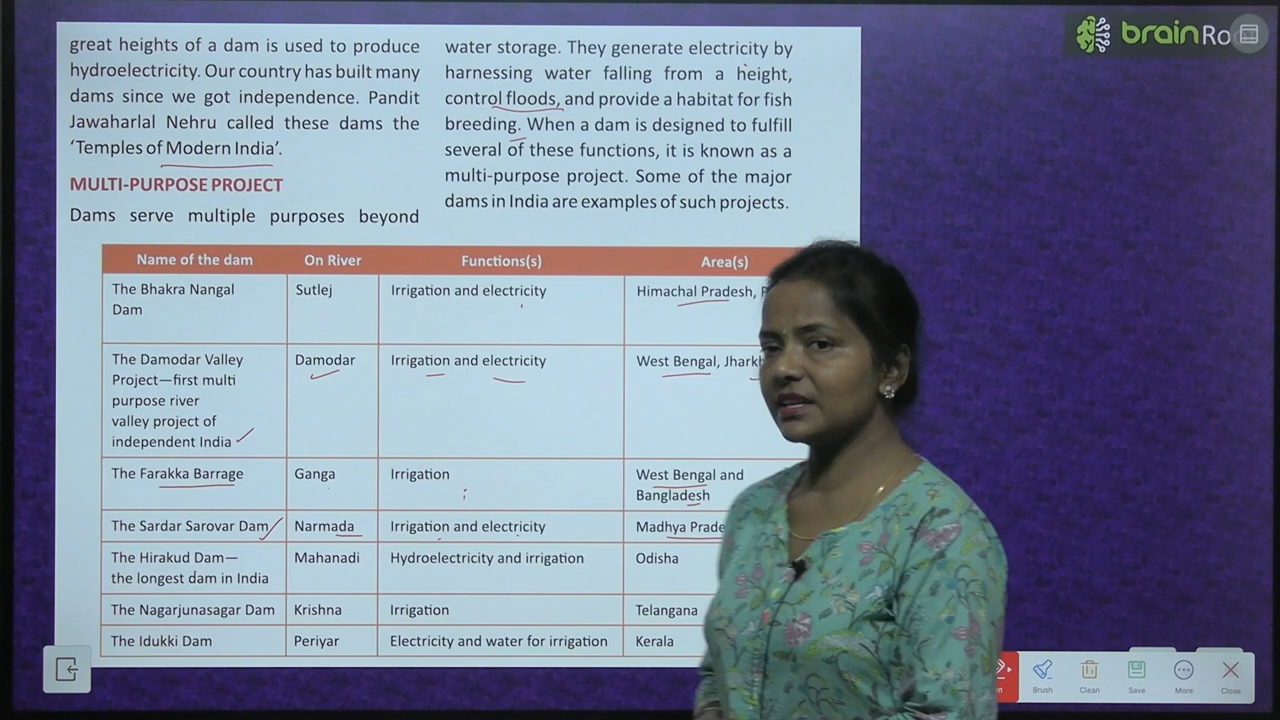 brainRo
great heights of a dam is used to produce
hydroelectricity. Our country has built many
dams since we got independence. Pandit
Jawaharlal Nehru called these dams the
‘Temples of Modern India’.
MULTI-PURPOSE PROJECT
Dams serve multiple purposes beyond
water storage. They generate electricity by
harnessing water falling from a height,
control floods, and provide a habitat for fish
breeding. When a dam is designed to fulfill
several of these functions, it is known as a
multi-purpose project. Some of the major
dams in India are examples of such projects.
Name of the dam On River Functions(s) Area(s)
The Bhakra Nangal Sutlej Irrigation and electricity Himachal Pradesh,
Dam
The Damodar Valley Damodar Irrigation and electricity West Bengal, Jhark
Project—first multi
purpose river
valley project of
independent India
The Farakka Barrage Ganga Irrigation West Bengal and
Bangladesh
The Sardar Sarovar Dam Narmada Irrigation and electricity Madhya Prade
The Hirakud Dam— Mahanadi Hydroelectricity and irrigation Odisha
the longest dam in India
The Nagarjunasagar Dam Krishna Irrigation Telangana
The Idukki Dam Periyar Electricity and water for irrigation Kerala
Brush Clean Save More Close